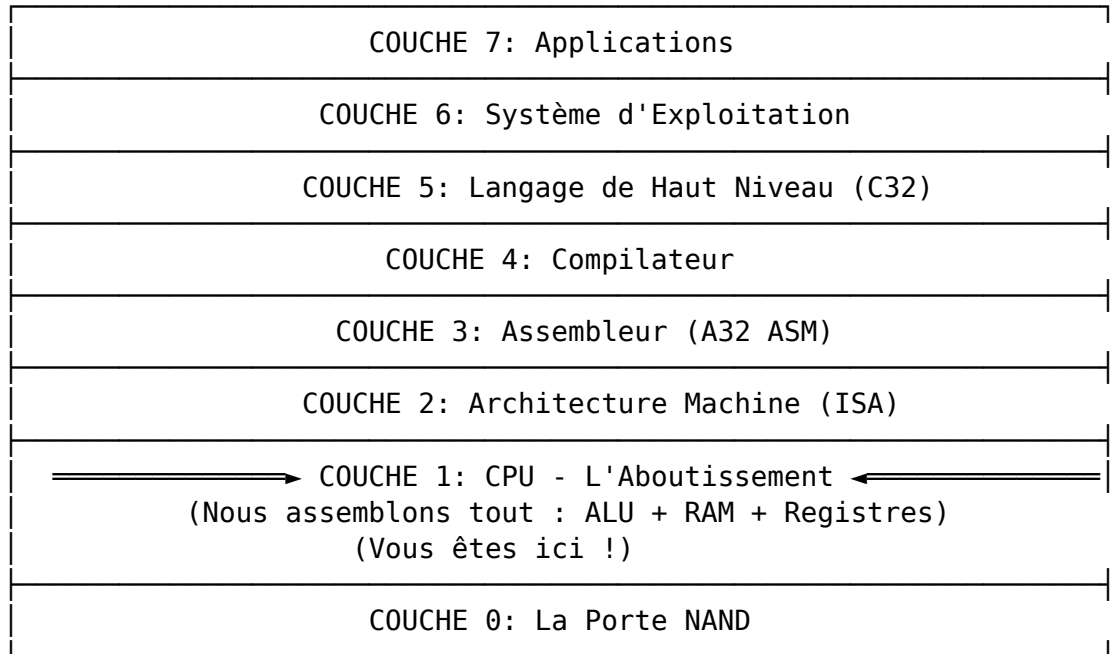 COUCHE 7: Applications
COUCHE 6: Système d'Exploitation
COUCHE 5: Langage de Haut Niveau (C32)
COUCHE 4: Compilateur
COUCHE 3: Assembleur (A32 ASM)
COUCHE 2: Architecture Machine (ISA)
COUCHE 1: CPU - L'Aboutissement
(Nous assemblons tout : ALU + RAM + Registres)
(Vous êtes ici !)
COUCHE 0: La Porte NAND